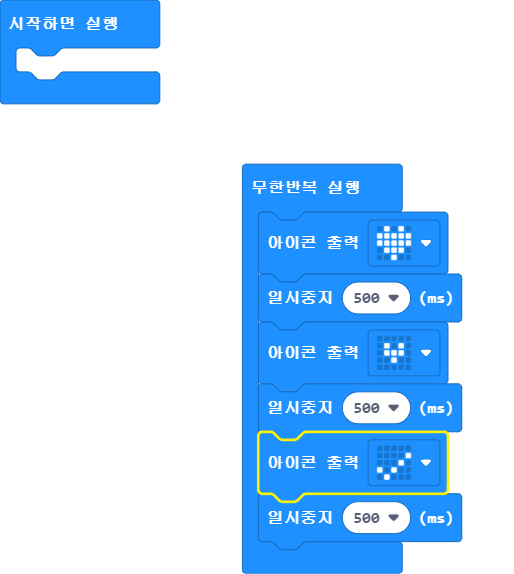 시작하면 실행
무한반복 실행
아이콘 출력
일시중지 500 (ms)
아이콘 출력
일시중지 500 (ms)
아이콘 출력
일시중지 500 (ms)